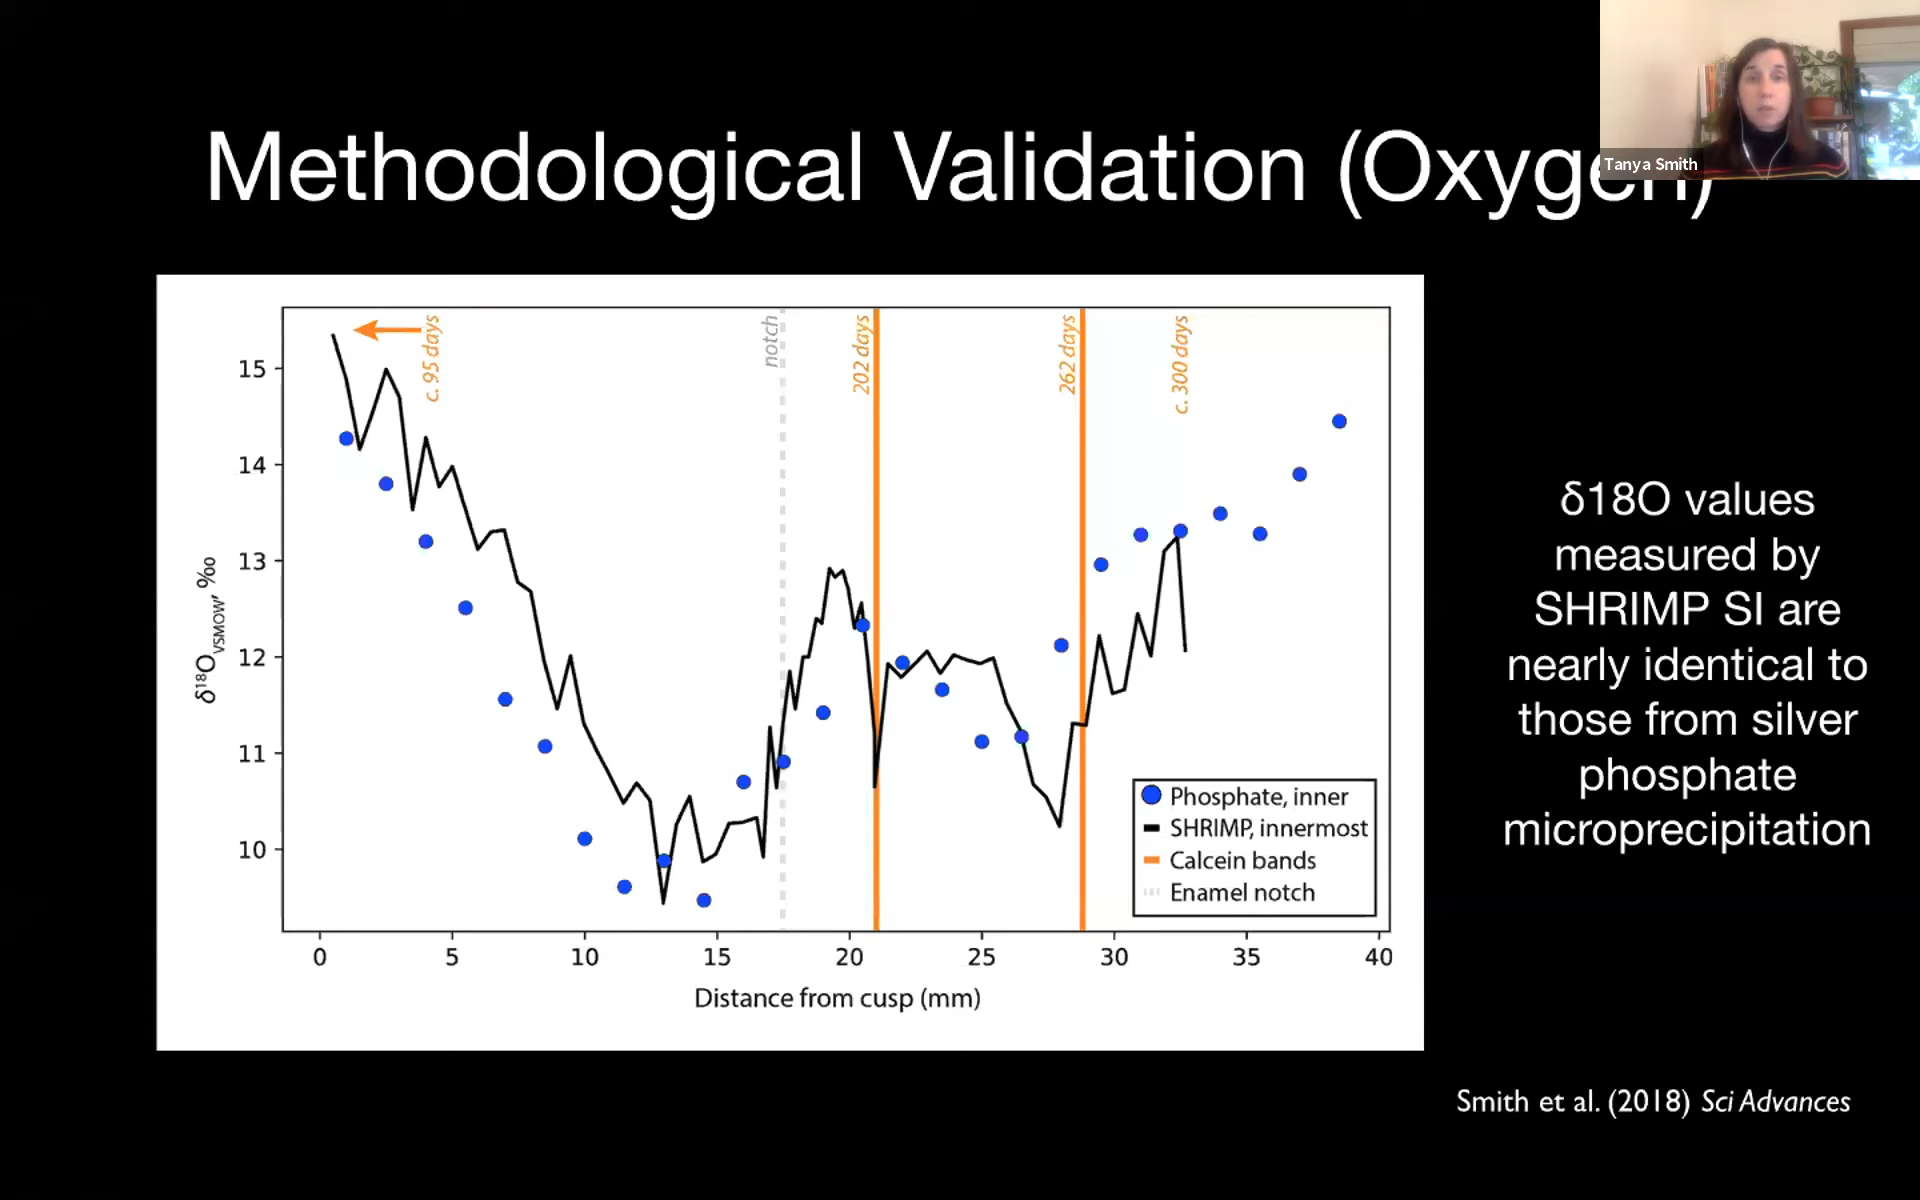 Methodological Validation (Oxygen)
Tanya Smith
c. 95 days
notch
202 days
262 days
c. 300 days
15
14
13
12
11
10
δ¹⁸O VSMOW, ‰
0 5 10 15 20 25 30 35 40
Distance from cusp (mm)
Phosphate, inner
SHRIMP, innermost
Calcein bands
Enamel notch
δ18O values
measured by
SHRIMP SI are
nearly identical to
those from silver
phosphate
microprecipitation
Smith et al. (2018) Sci Advances